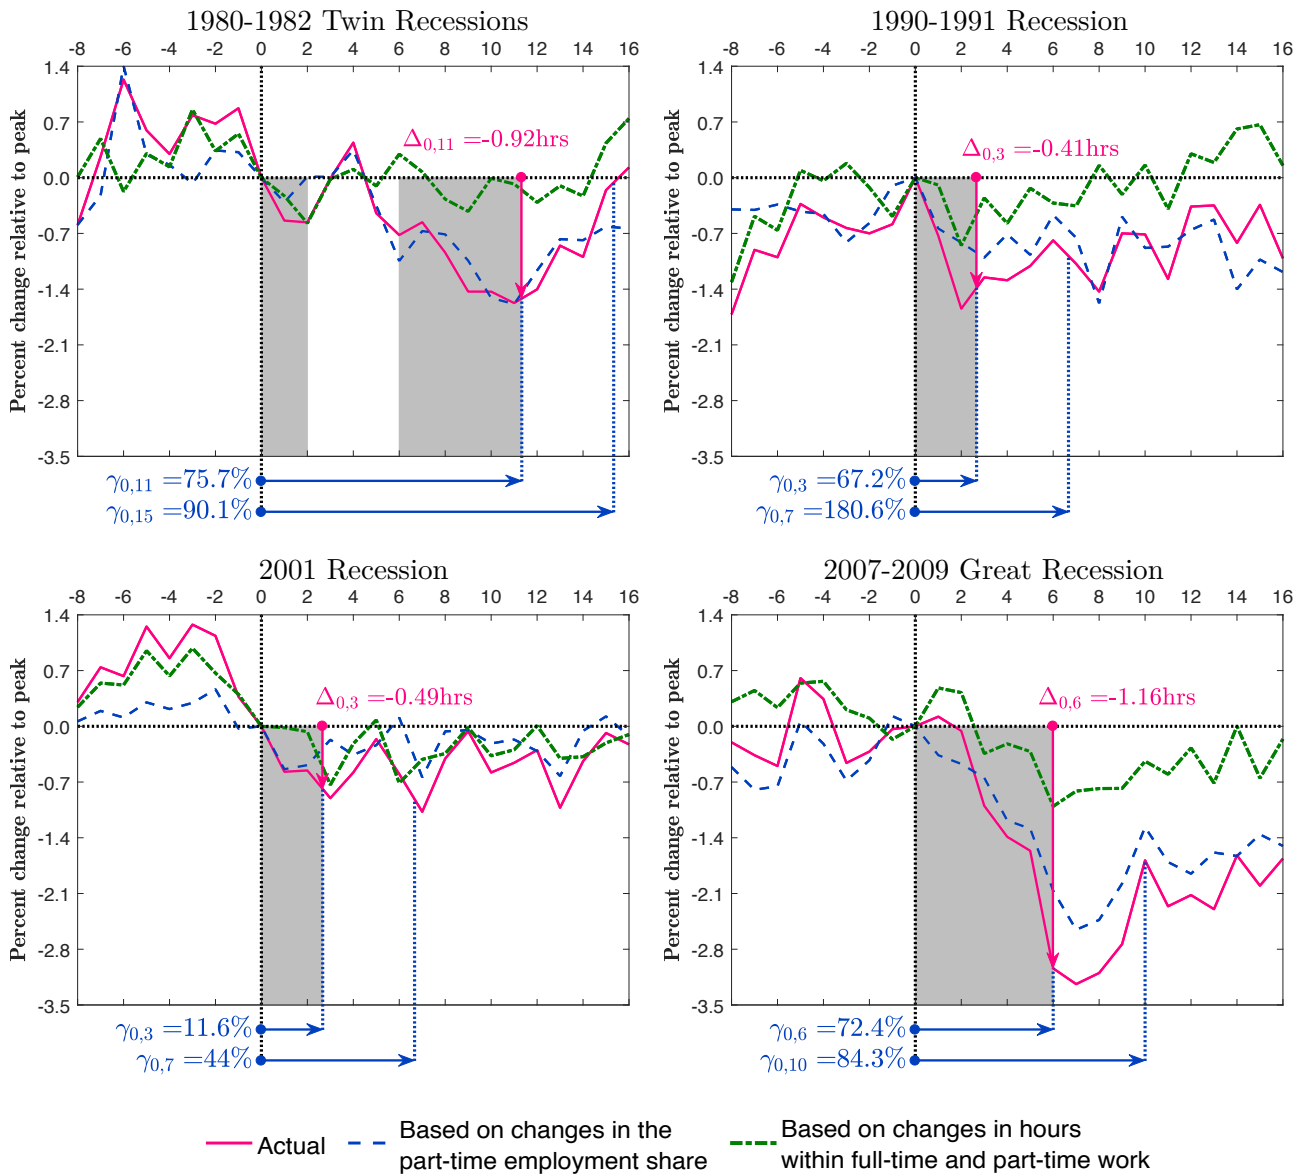 1980-1982 Twin Recessions
-8 -6 -4 -2 0 2 4 6 8 10 12 14 16
1.4
0.7
0.0
-0.7
-1.4
-2.1
-2.8
-3.5
Percent change relative to peak
Δ0,11 =-0.92hrs
γ0,11 =75.7%
γ0,15 =90.1%
1990-1991 Recession
-8 -6 -4 -2 0 2 4 6 8 10 12 14 16
1.4
0.7
0.0
-0.7
-1.4
-2.1
-2.8
-3.5
Percent change relative to peak
Δ0,3 =-0.41hrs
γ0,3 =67.2%
γ0,7 =180.6%
2001 Recession
-8 -6 -4 -2 0 2 4 6 8 10 12 14 16
1.4
0.7
0.0
-0.7
-1.4
-2.1
-2.8
-3.5
Percent change relative to peak
Δ0,3 =-0.49hrs
γ0,3 =11.6%
γ0,7 =44%
2007-2009 Great Recession
-8 -6 -4 -2 0 2 4 6 8 10 12 14 16
1.4
0.7
0.0
-0.7
-1.4
-2.1
-2.8
-3.5
Percent change relative to peak
Δ0,6 =-1.16hrs
γ0,6 =72.4%
γ0,10 =84.3%
Actual
Based on changes in the
part-time employment share
Based on changes in hours
within full-time and part-time work